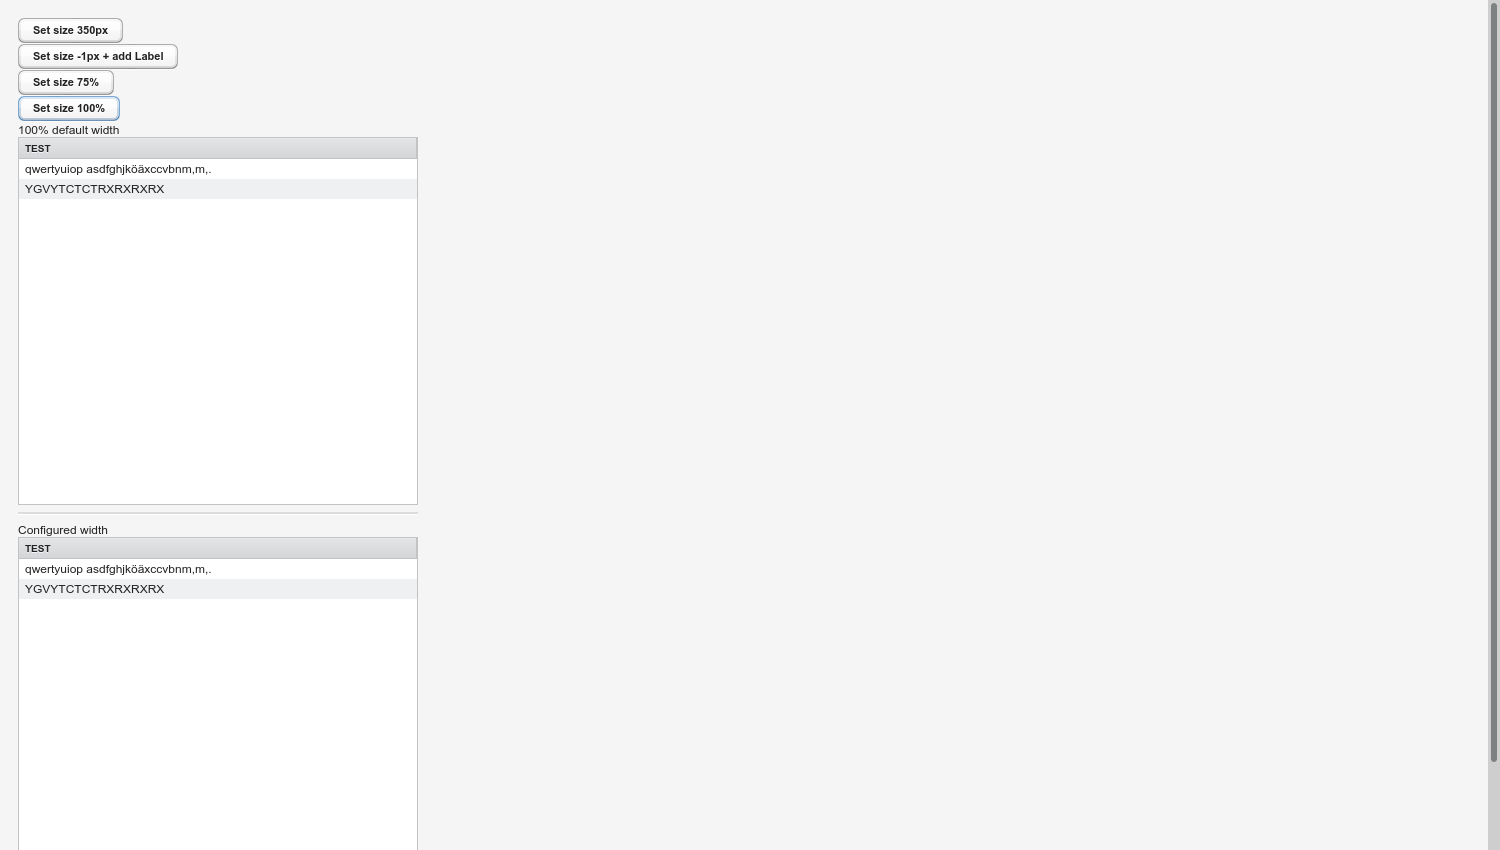 Set size 350px
Set size -1px + add Label
Set size 75%
Set size 100%
100% default width
TEST
qwertyuiop asdfghjköäxccvbnm,m,.
YGVYTCTCTRXRXRXRX
Configured width
TEST
qwertyuiop asdfghjköäxccvbnm,m,.
YGVYTCTCTRXRXRXRX